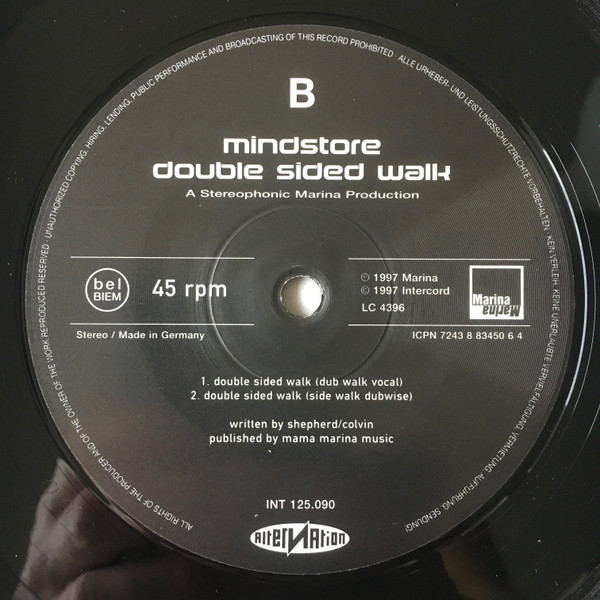 B
mindstore
double sided walk
A Stereophonic Marina Production
bel
BIEM
45 rpm
℗ 1997 Marina
© 1997 Intercord
LC 4396
Marina
Marina
Stereo / Made in Germany
ICPN 7243 8 83450 6 4
1. double sided walk (dub walk vocal)
2. double sided walk (side walk dubwise)
written by shepherd/colvin
published by mama marina music
INT 125.090
AlterNAtion
ALL RIGHTS OF THE PRODUCER AND OF THE OWNER OF THE WORK REPRODUCED RESERVED · UNAUTHORIZED COPYING, HIRING, LENDING, PUBLIC PERFORMANCE AND BROADCASTING OF THIS RECORD PROHIBITED · ALLE URHEBER- UND LEISTUNGSSCHUTZRECHTE VORBEHALTEN · KEIN VERLEIH, KEINE UNERLAUBTE VERVIELFÄLTIGUNG, VERMIETUNG, AUFFÜHRUNG, SENDUNG!